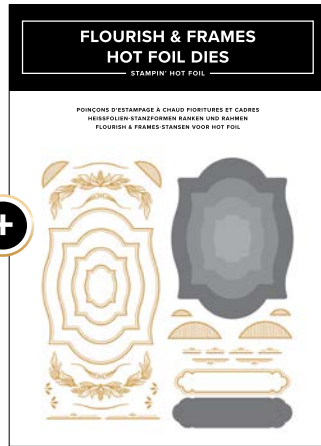 FLOURISH & FRAMES
HOT FOIL DIES
STAMPIN' HOT FOIL
POINÇONS D'ESTAMPAGE À CHAUD FIORITURES ET CADRES
HEISSFOLIEN-STANZFORMEN RANKEN UND RAHMEN
FLOURISH & FRAMES-STANSEN VOOR HOT FOIL
+